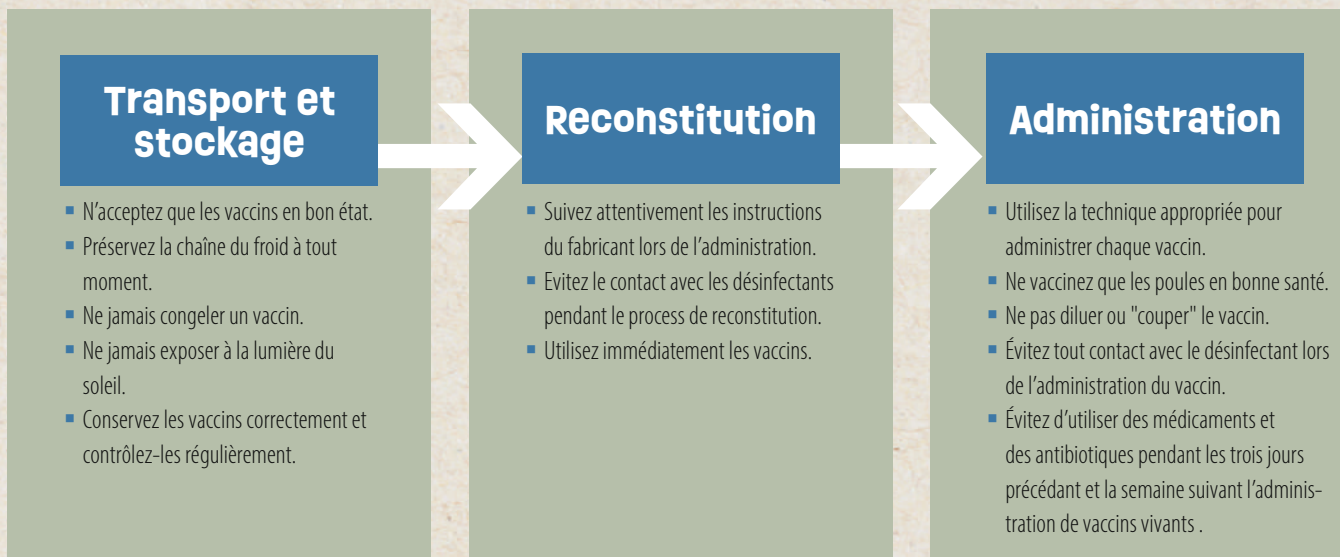 Transport et
stockage
▪ N’acceptez que les vaccins en bon état.
▪ Préservez la chaîne du froid à tout
moment.
▪ Ne jamais congeler un vaccin.
▪ Ne jamais exposer à la lumière du
soleil.
▪ Conservez les vaccins correctement et
contrôlez-les régulièrement.
Reconstitution
▪ Suivez attentivement les instructions
du fabricant lors de l’administration.
▪ Evitez le contact avec les désinfectants
pendant le process de reconstitution.
▪ Utilisez immédiatement les vaccins.
Administration
▪ Utilisez la technique appropriée pour
administrer chaque vaccin.
▪ Ne vaccinez que les poules en bonne santé.
▪ Ne pas diluer ou "couper" le vaccin.
▪ Évitez tout contact avec le désinfectant lors
de l’administration du vaccin.
▪ Évitez d’utiliser des médicaments et
des antibiotiques pendant les trois jours
précédant et la semaine suivant l’adminis-
tration de vaccins vivants .